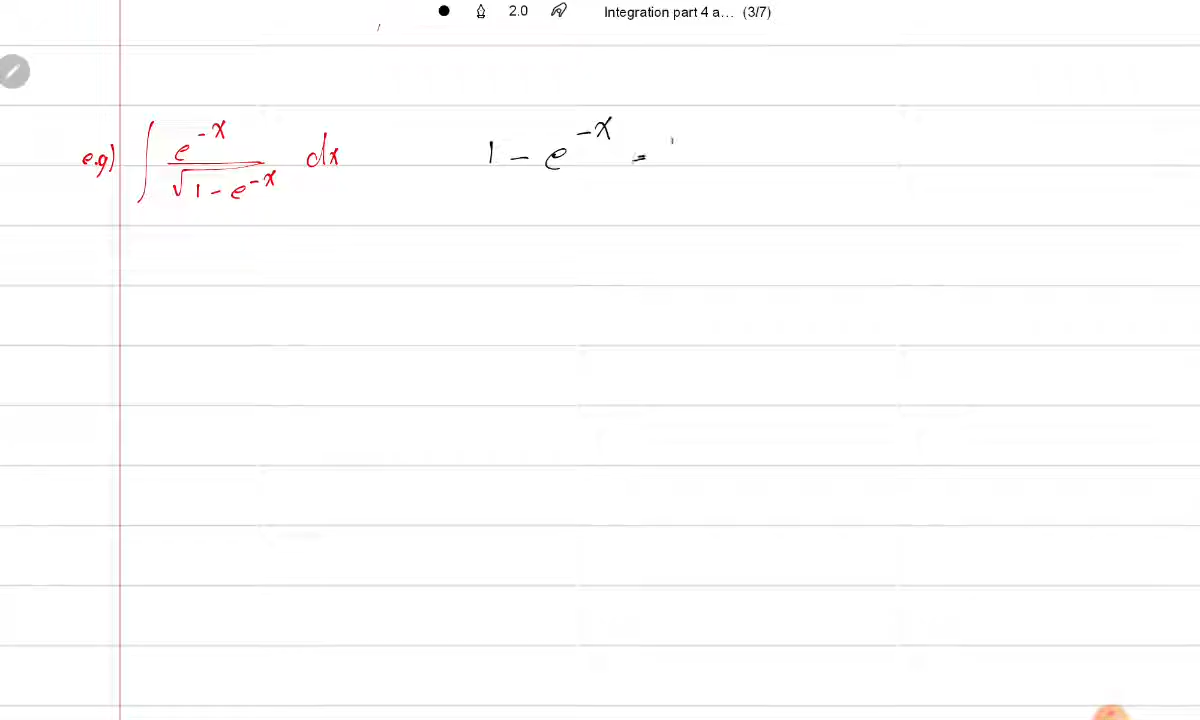 2.0 Integration part 4 a... (3/7)
e.g) ∫ e^{-x} / √(1 - e^{-x}) dx 1 - e^{-x} =